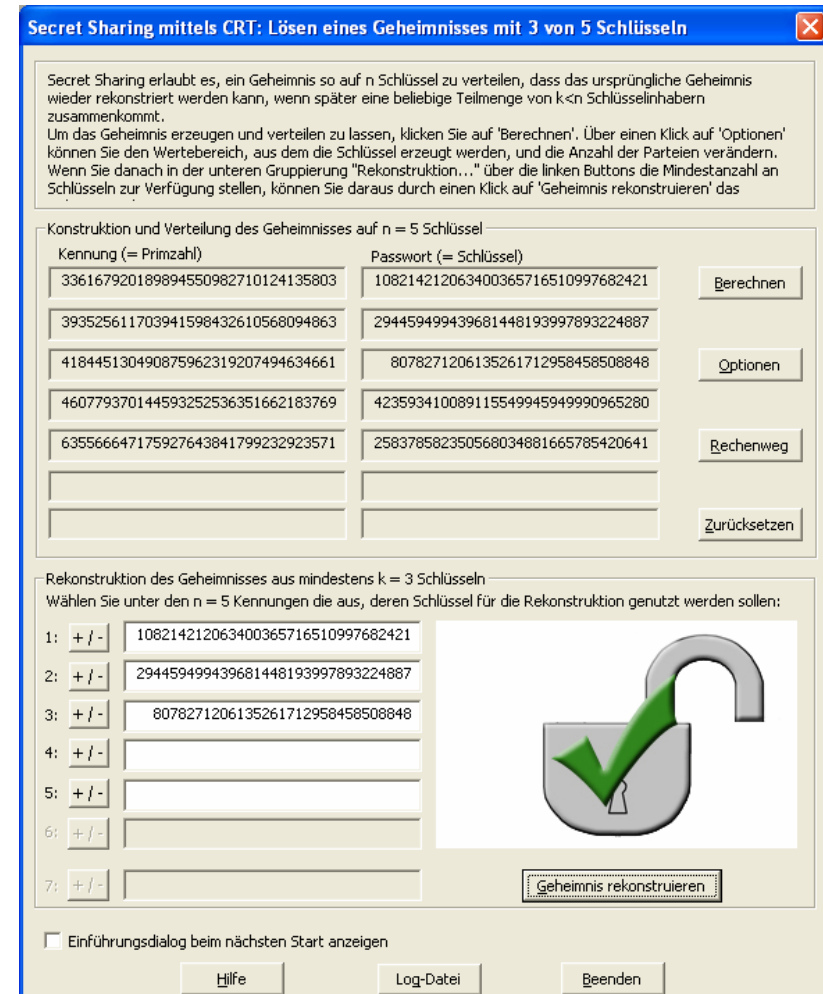 Secret Sharing mittels CRT: Lösen eines Geheimnisses mit 3 von 5 Schlüsseln
Secret Sharing erlaubt es, ein Geheimnis so auf n Schlüssel zu verteilen, dass das ursprüngliche Geheimnis
wieder rekonstriert werden kann, wenn später eine beliebige Teilmenge von k<n Schlüsselinhabern
zusammenkommt.
Um das Geheimnis erzeugen und verteilen zu lassen, klicken Sie auf 'Berechnen'. Über einen Klick auf 'Optionen'
können Sie den Wertebereich, aus dem die Schlüssel erzeugt werden, und die Anzahl der Parteien verändern.
Wenn Sie danach in der unteren Gruppierung "Rekonstruktion..." über die linken Buttons die Mindestanzahl an
Schlüsseln zur Verfügung stellen, können Sie daraus durch einen Klick auf 'Geheimnis rekonstruieren' das
Konstruktion und Verteilung des Geheimnisses auf n = 5 Schlüssel
Kennung (= Primzahl) Passwort (= Schlüssel)
336167920189894550982710124135803 108214212063400365716510997682421 Berechnen
393525611703941598432610568094863 294459499439681448193997893224887
418445130490875962319207494634661 80782712061352617129584585​08848 Optionen
460779370144593252536351662183769 423593410089115549945949990965280
635566647175927643841799232923571 258378582350568034881665785420641 Rechenweg
Zurücksetzen
Rekonstruktion des Geheimnisses aus mindestens k = 3 Schlüsseln
Wählen Sie unter den n = 5 Kennungen die aus, deren Schlüssel für die Rekonstruktion genutzt werden sollen:
1: + / - 108214212063400365716510997682421
2: + / - 294459499439681448193997893224887
3: + / - 8078271206135261712958458508848
4: + / -
5: + / -
6: + / -
7: + / -
Geheimnis rekonstruieren
Einführungsdialog beim nächsten Start anzeigen
Hilfe Log-Datei Beenden